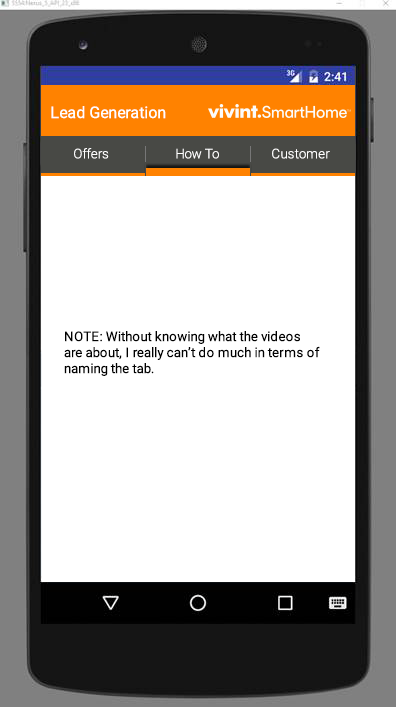 5554:Nexus_5_API_23_x86
3G 2:41
Lead Generation vivint.SmartHome™
Offers How To Customer
NOTE: Without knowing what the videos
are about, I really can't do much in terms of
naming the tab.